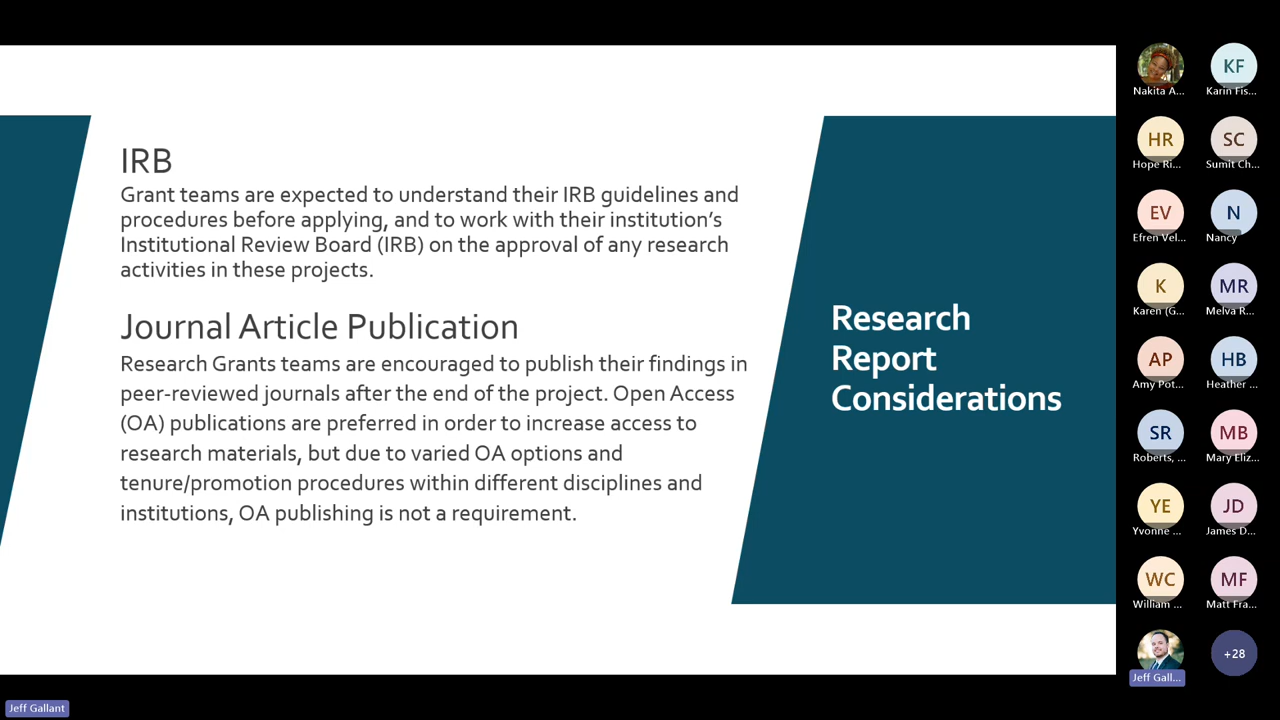 IRB
Grant teams are expected to understand their IRB guidelines and
procedures before applying, and to work with their institution's
Institutional Review Board (IRB) on the approval of any research
activities in these projects.
Journal Article Publication
Research Grants teams are encouraged to publish their findings in
peer-reviewed journals after the end of the project. Open Access
(OA) publications are preferred in order to increase access to
research materials, but due to varied OA options and
tenure/promotion procedures within different disciplines and
institutions, OA publishing is not a requirement.
Research
Report
Considerations
Nakita A...
KF
Karin Fis...
HR
Hope Ri...
SC
Sumit Ch...
EV
Efren Vel...
N
Nancy
K
Karen (G...
MR
Melva R...
AP
Amy Pot...
HB
Heather ...
SR
Roberts, ...
MB
Mary Eliz...
YE
Yvonne ...
JD
James D...
WC
William ...
MF
Matt Fra...
Jeff Gall...
+28
Jeff Gallant